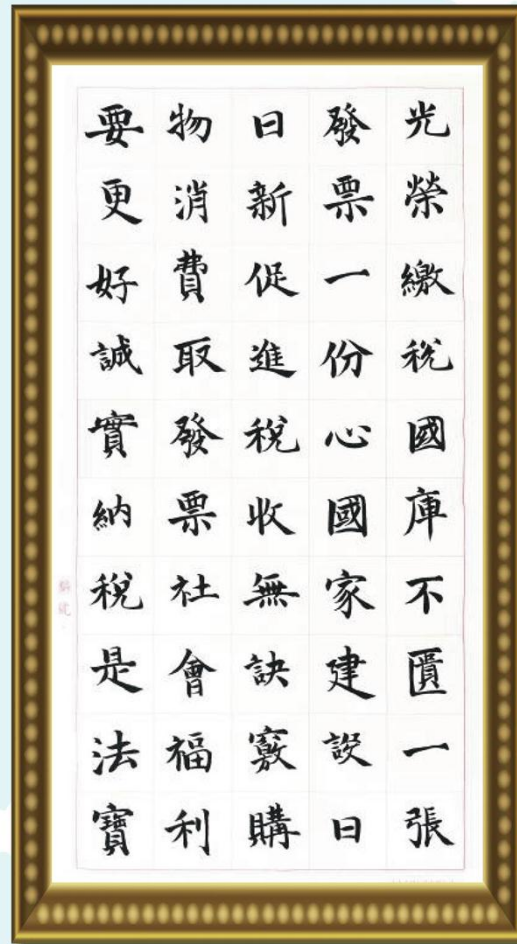 光榮繳稅國庫不匱一張
發票一份心國家建設日
日新促進稅收無訣竅購
物消費取發票社會福利
要更好誠實納稅是法寶